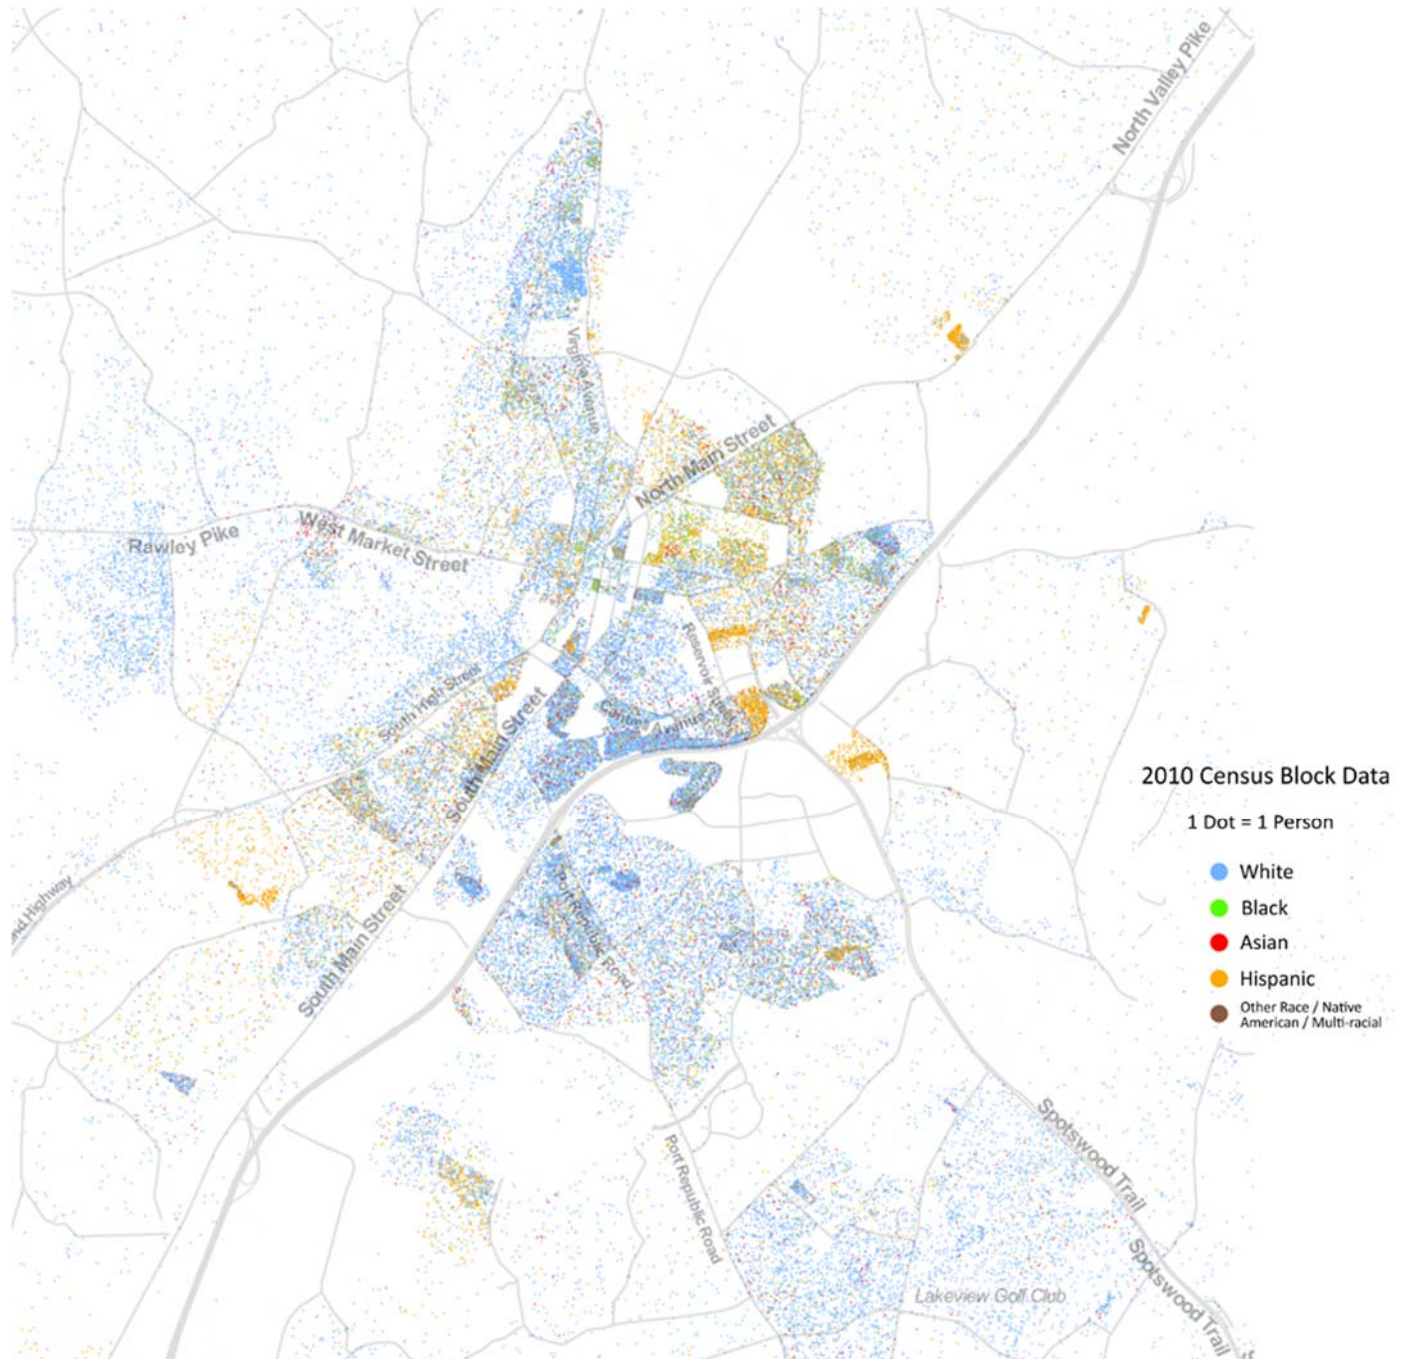 North Valley Pike
Virginia Avenue
North Main Street
West Market Street
Rawley Pike
Reservoir Street
South High Street
Cantrell Avenue
South Main Street
2010 Census Block Data
1 Dot = 1 Person
White
Black
Asian
Hispanic
Other Race / Native
American / Multi-racial
Highway
Port Republic Road
South Main Street
Spotswood Trail
Port Republic Road
Spotswood Trail
Lakeview Golf Club